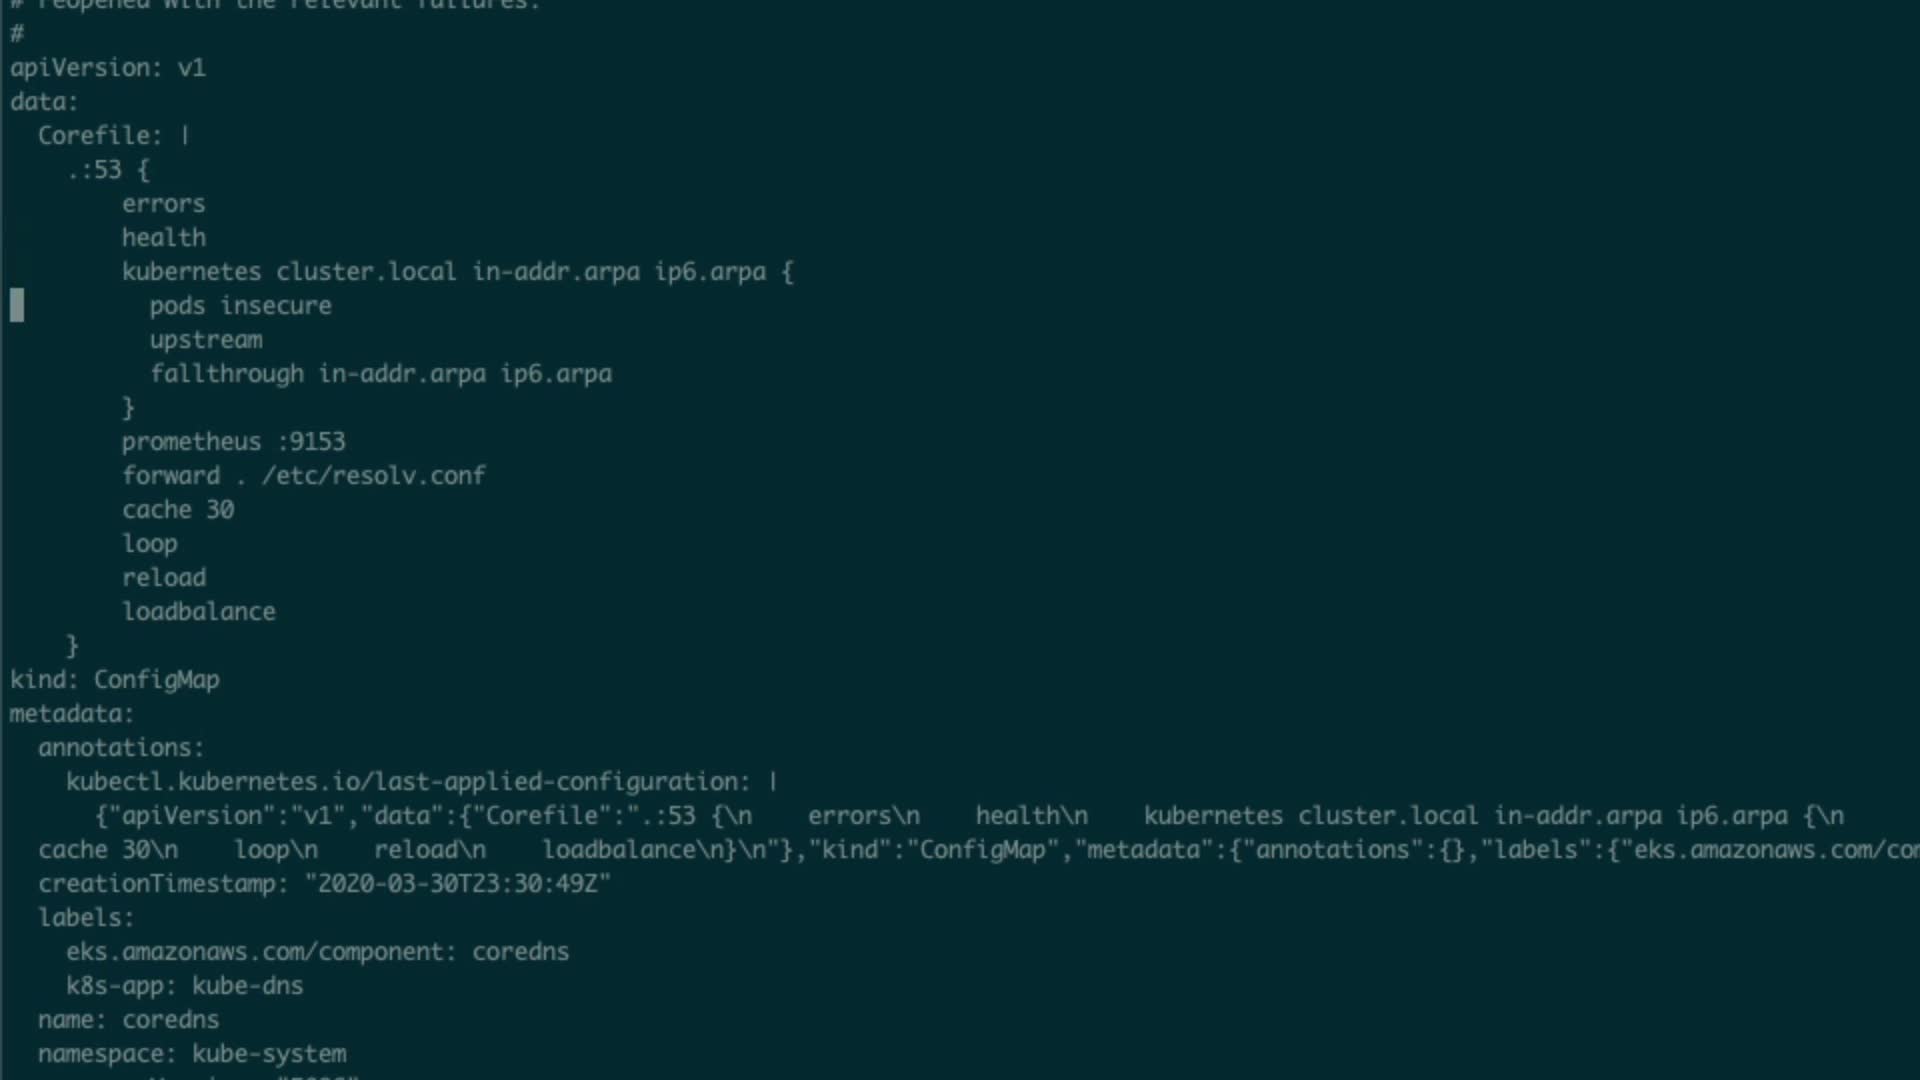 # reopened with the relevant failures.
#
apiVersion: v1
data:
  Corefile: |
    .:53 {
        errors
        health
        kubernetes cluster.local in-addr.arpa ip6.arpa {
          pods insecure
          upstream
          fallthrough in-addr.arpa ip6.arpa
        }
        prometheus :9153
        forward . /etc/resolv.conf
        cache 30
        loop
        reload
        loadbalance
    }
kind: ConfigMap
metadata:
  annotations:
    kubectl.kubernetes.io/last-applied-configuration: |
      {"apiVersion":"v1","data":{"Corefile":".:53 {\n    errors\n    health\n    kubernetes cluster.local in-addr.arpa ip6.arpa {\n
  cache 30\n    loop\n    reload\n    loadbalance\n}\n"},"kind":"ConfigMap","metadata":{"annotations":{},"labels":{"eks.amazonaws.com/co
  creationTimestamp: "2020-03-30T23:30:49Z"
  labels:
    eks.amazonaws.com/component: coredns
    k8s-app: kube-dns
  name: coredns
  namespace: kube-system